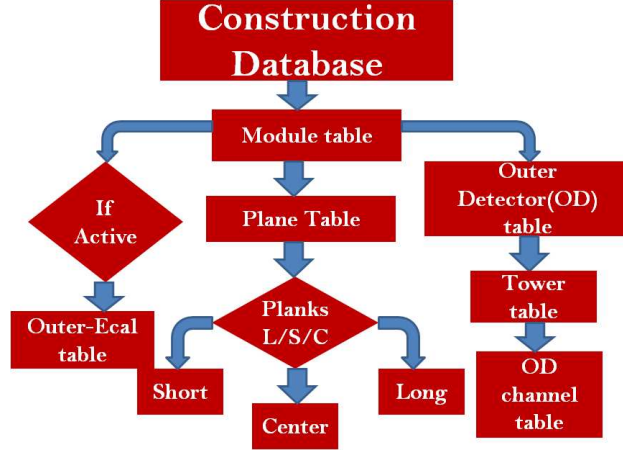 Construction
Database
Module table
If
Active
Plane Table
Outer
Detector(OD)
table
Outer-Ecal
table
Planks
L/S/C
Tower
table
Short
Center
Long
OD
channel
table